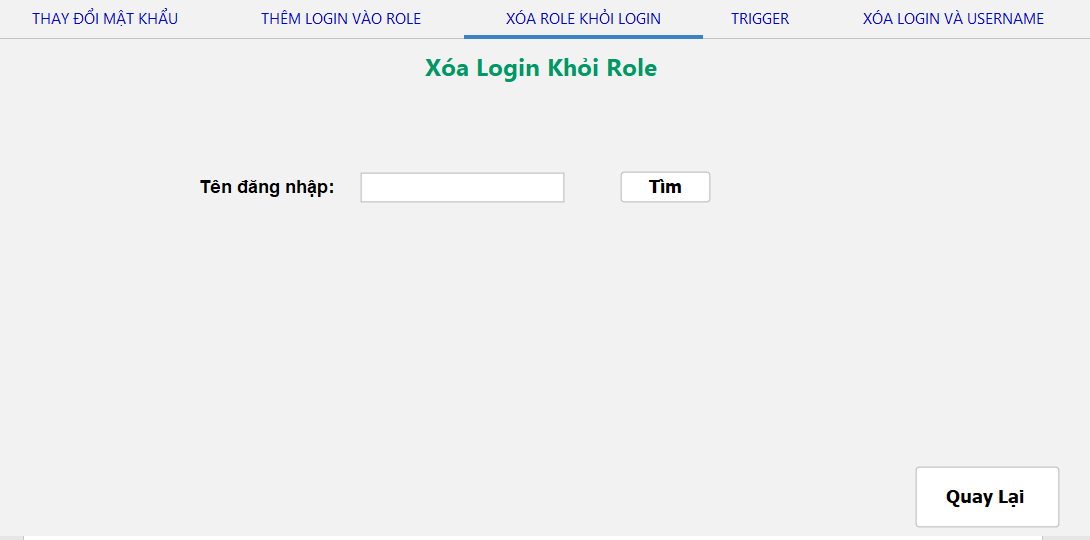 THAY ĐỔI MẬT KHẨU
THÊM LOGIN VÀO ROLE
XÓA ROLE KHỎI LOGIN
TRIGGER
XÓA LOGIN VÀ USERNAME
Xóa Login Khỏi Role
Tên đăng nhập:
Tìm
Quay Lại